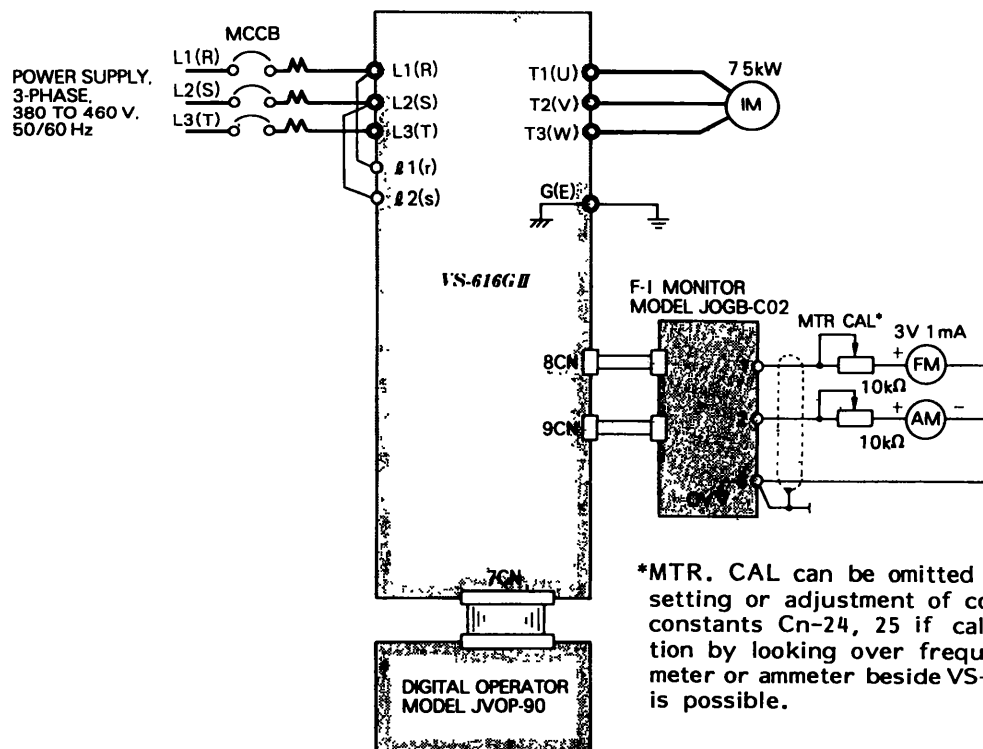 MCCB
L1(R)
L2(S)
L3(T)
POWER SUPPLY,
3-PHASE,
380 TO 460 V.
50/60 Hz
L1(R)
L2(S)
L3(T)
ℓ1(r)
ℓ2(s)
T1(U)
T2(V)
T3(W)
7 5kW
IM
G(E)
VS-616GⅡ
F-I MONITOR
MODEL JOGB-C02
MTR CAL*
3V 1mA
8CN
+
FM
10kΩ
9CN
+
AM
-
10kΩ
7CN
DIGITAL OPERATOR
MODEL JVOP-90
*MTR. CAL can be omitted
setting or adjustment of co
constants Cn-24, 25 if cal
tion by looking over frequ
meter or ammeter beside VS-
is possible.